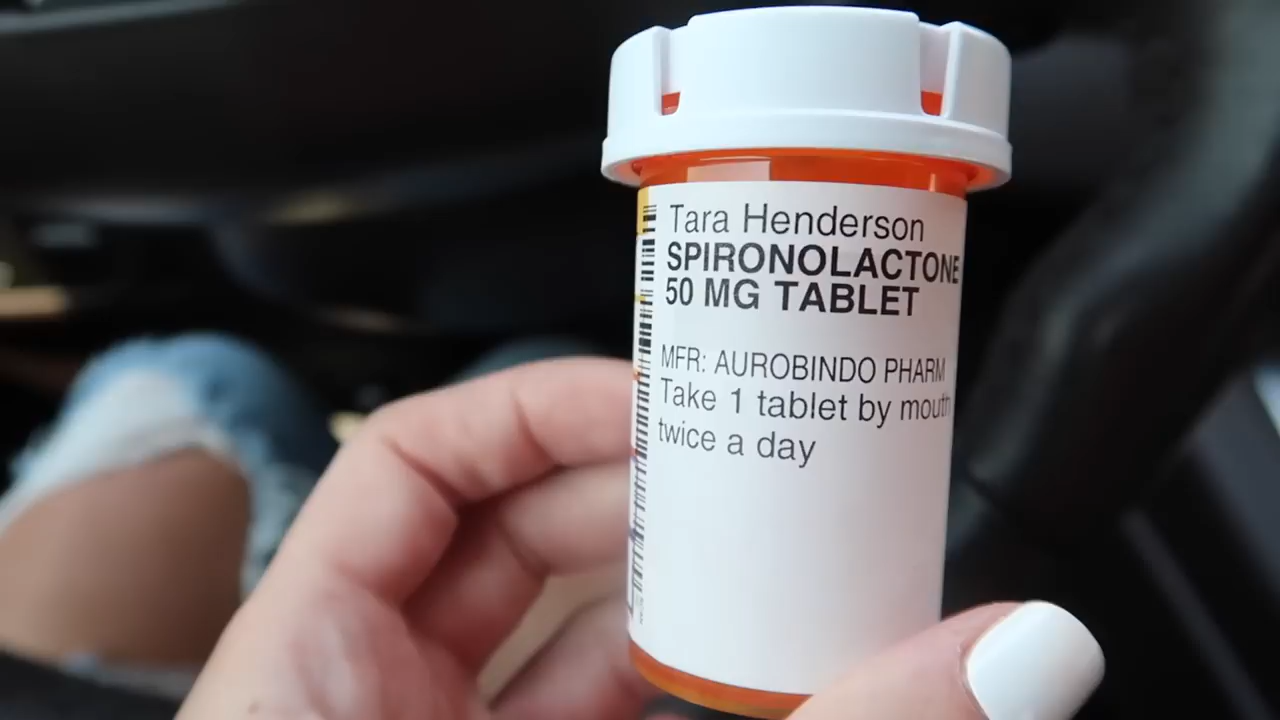 Tara Henderson
SPIRONOLACTONE
50 MG TABLET
MFR: AUROBINDO PHARM
Take 1 tablet by mouth
twice a day